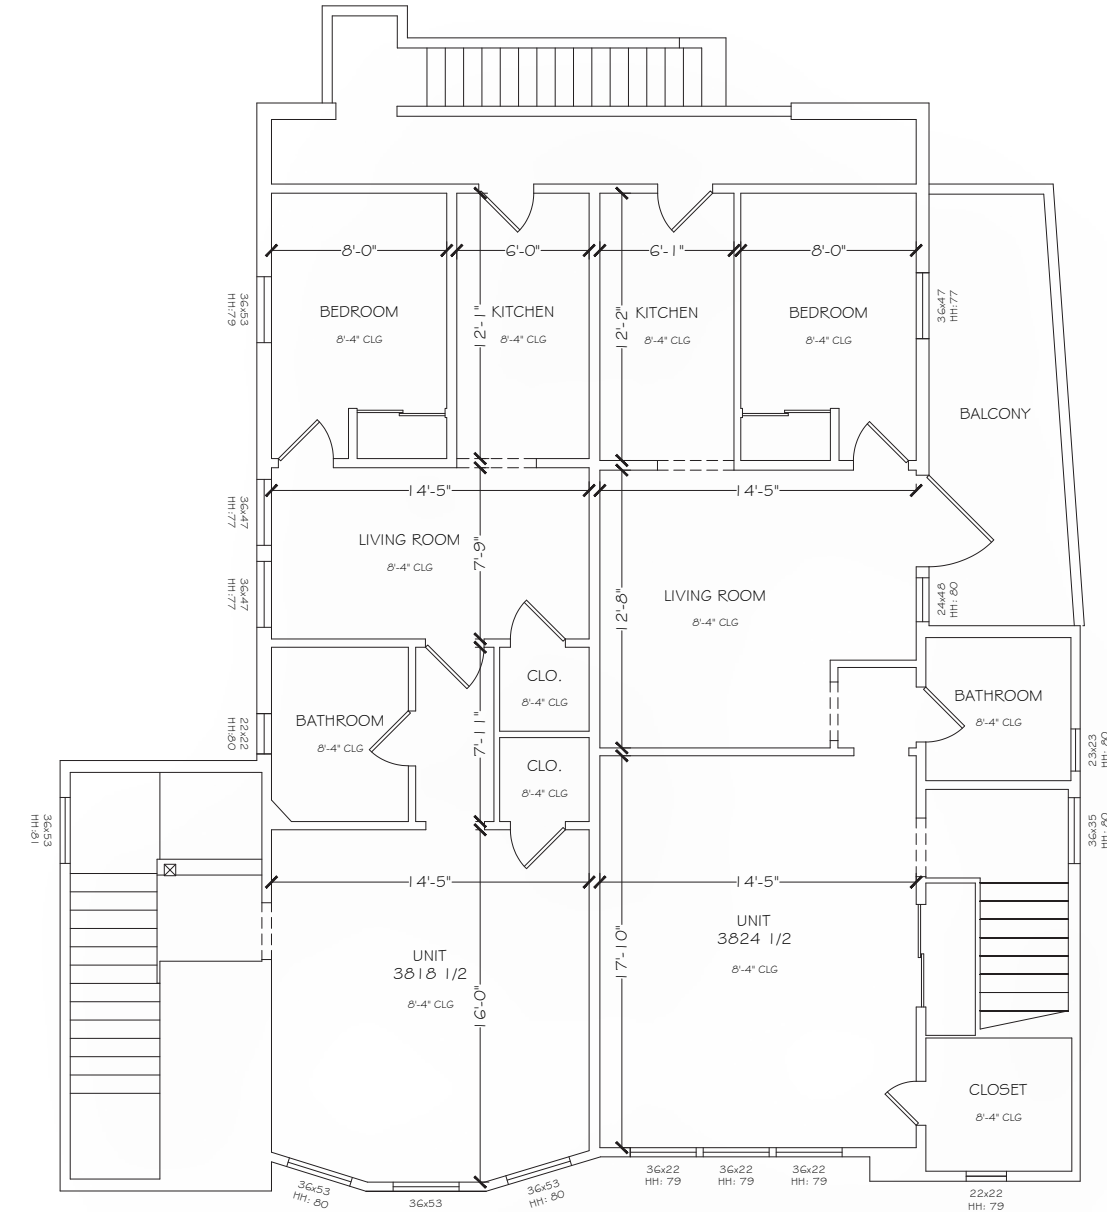 8'-0"
6'-0"
6'-1"
8'-0"
36x53
HH:79
BEDROOM
8'-4" CLG
12'-1"
KITCHEN
8'-4" CLG
12'-2"
KITCHEN
8'-4" CLG
BEDROOM
8'-4" CLG
36x47
HH:77
BALCONY
14'-5"
14'-5"
36x47
HH:77
LIVING ROOM
8'-4" CLG
7'-9"
36x47
HH:77
12'-8"
LIVING ROOM
8'-4" CLG
24x48
HH: 80
CLO.
8'-4" CLG
22x22
HH:80
BATHROOM
8'-4" CLG
7'-11"
BATHROOM
8'-4" CLG
23x23
HH: 80
CLO.
8'-4" CLG
36x53
HH:81
36x35
HH: 80
14'-5"
14'-5"
UNIT
3818 1/2
8'-4" CLG
16'-0"
17'-10"
UNIT
3824 1/2
8'-4" CLG
CLOSET
8'-4" CLG
36x53
HH: 80
36x53
36x53
HH: 80
36x22
HH: 79
36x22
HH: 79
36x22
HH: 79
22x22
HH: 79